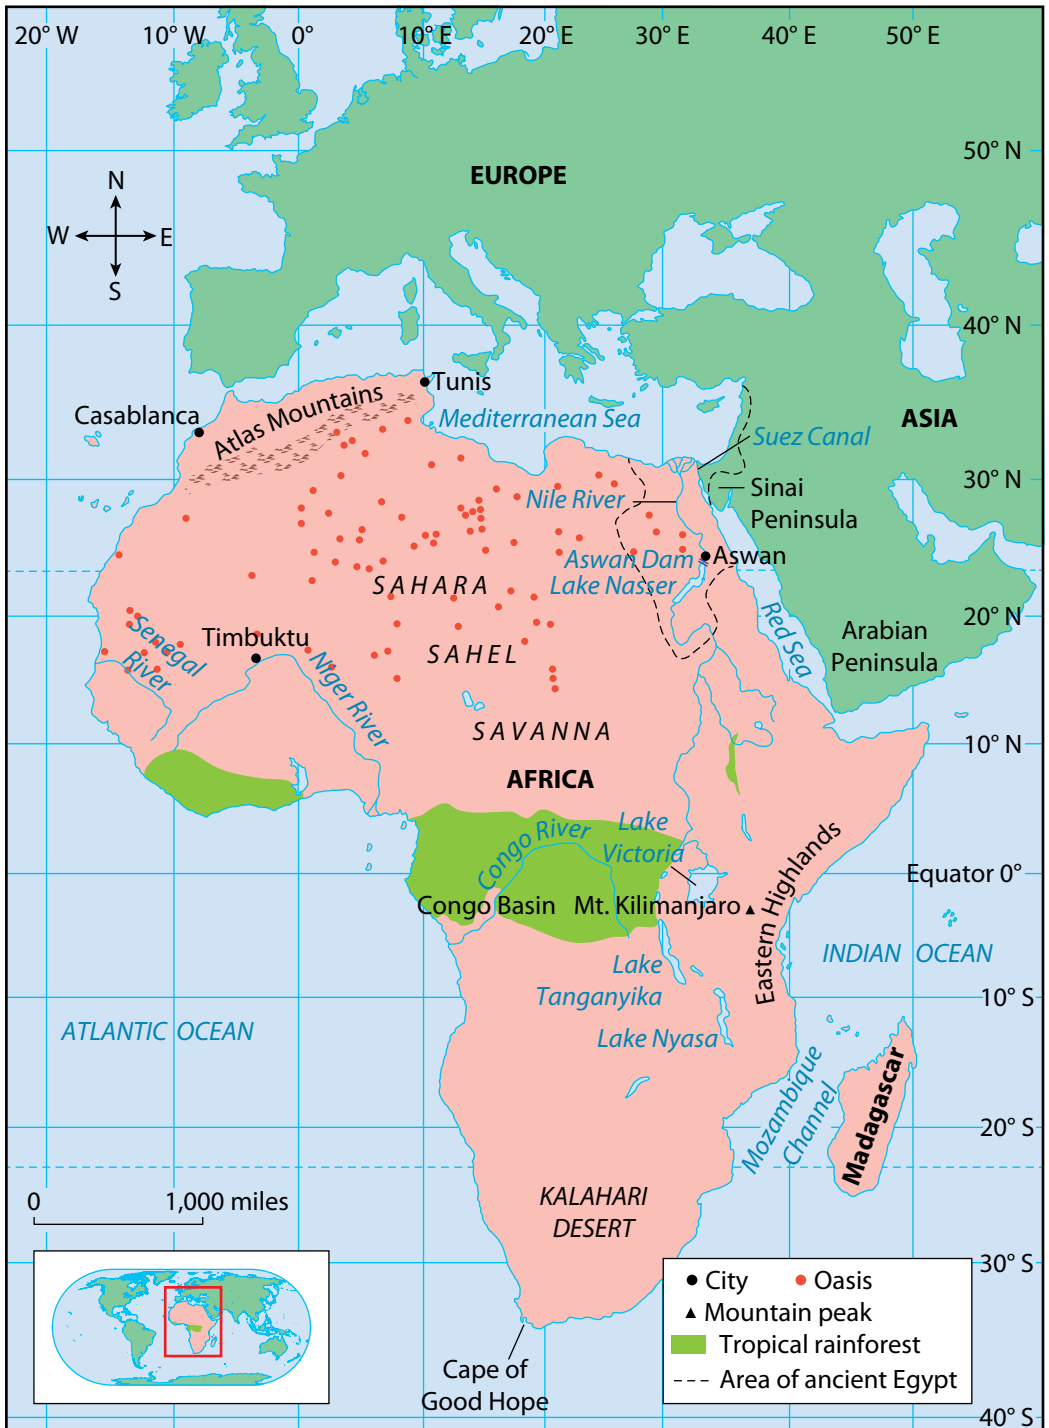 20° W
10° W
0°
10° E
20° E
30° E
40° E
50° E
50° N
EUROPE
N
W
E
S
40° N
Tunis
Casablanca
Atlas Mountains
Mediterranean Sea
ASIA
Suez Canal
30° N
Nile River
Sinai
Peninsula
Aswan Dam
Aswan
Lake Nasser
SAHARA
20° N
Senegal
River
Timbuktu
Niger River
SAHEL
Red Sea
Arabian
Peninsula
SAVANNA
10° N
AFRICA
Congo River
Lake
Victoria
Eastern Highlands
Equator 0°
Congo Basin
Mt. Kilimanjaro
INDIAN OCEAN
Lake
Tanganyika
10° S
ATLANTIC OCEAN
Lake Nyasa
Mozambique
Channel
Madagascar
20° S
0
1,000 miles
KALAHARI
DESERT
30° S
City
Oasis
Mountain peak
Tropical rainforest
Area of ancient Egypt
Cape of
Good Hope
40° S